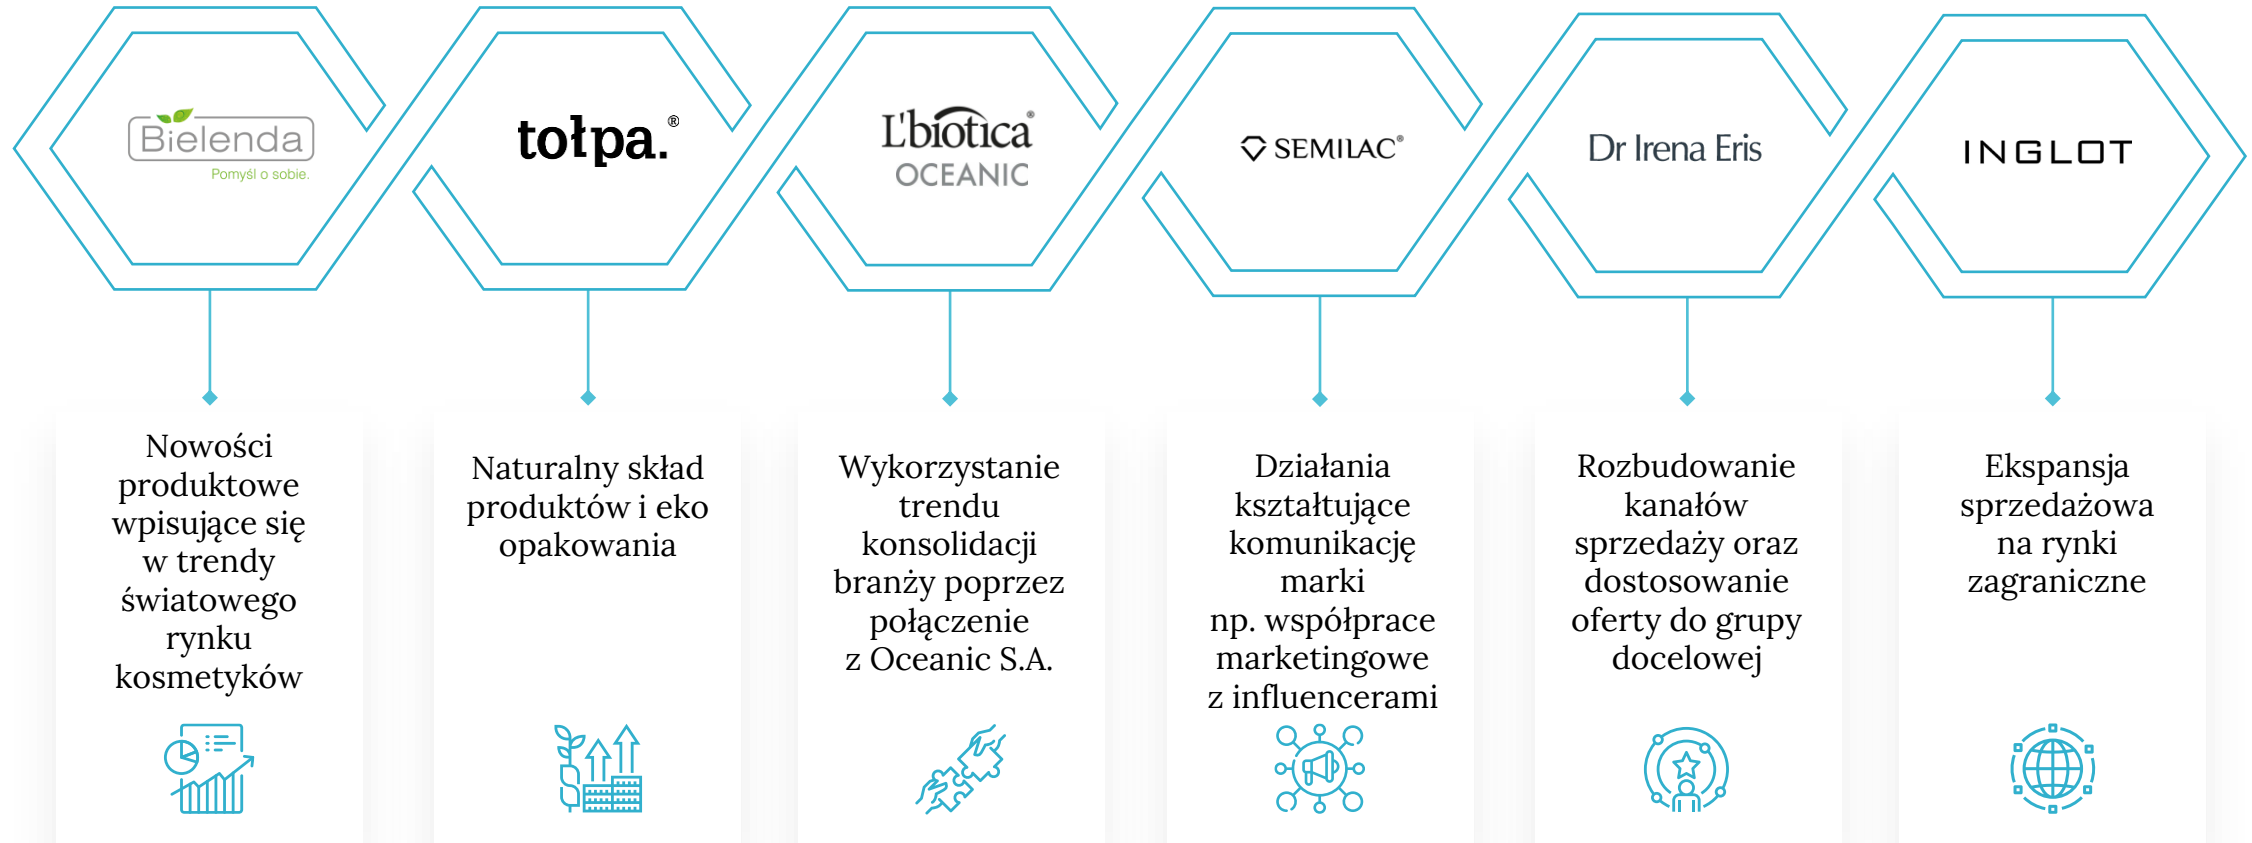 Bielenda
Pomyśl o sobie.
tołpa.®
L'biotica®
OCEANIC
SEMILAC®
Dr Irena Eris
INGLOT
Nowości
produktowe
wpisujące się
w trendy
światowego
rynku
kosmetyków
Naturalny skład
produktów i eko
opakowania
Wykorzystanie
trendu
konsolidacji
branży poprzez
połączenie
z Oceanic S.A.
Działania
kształtujące
komunikację
marki
np. współprace
marketingowe
z influencerami
Rozbudowanie
kanałów
sprzedaży oraz
dostosowanie
oferty do grupy
docelowej
Ekspansja
sprzedażowa
na rynki
zagraniczne